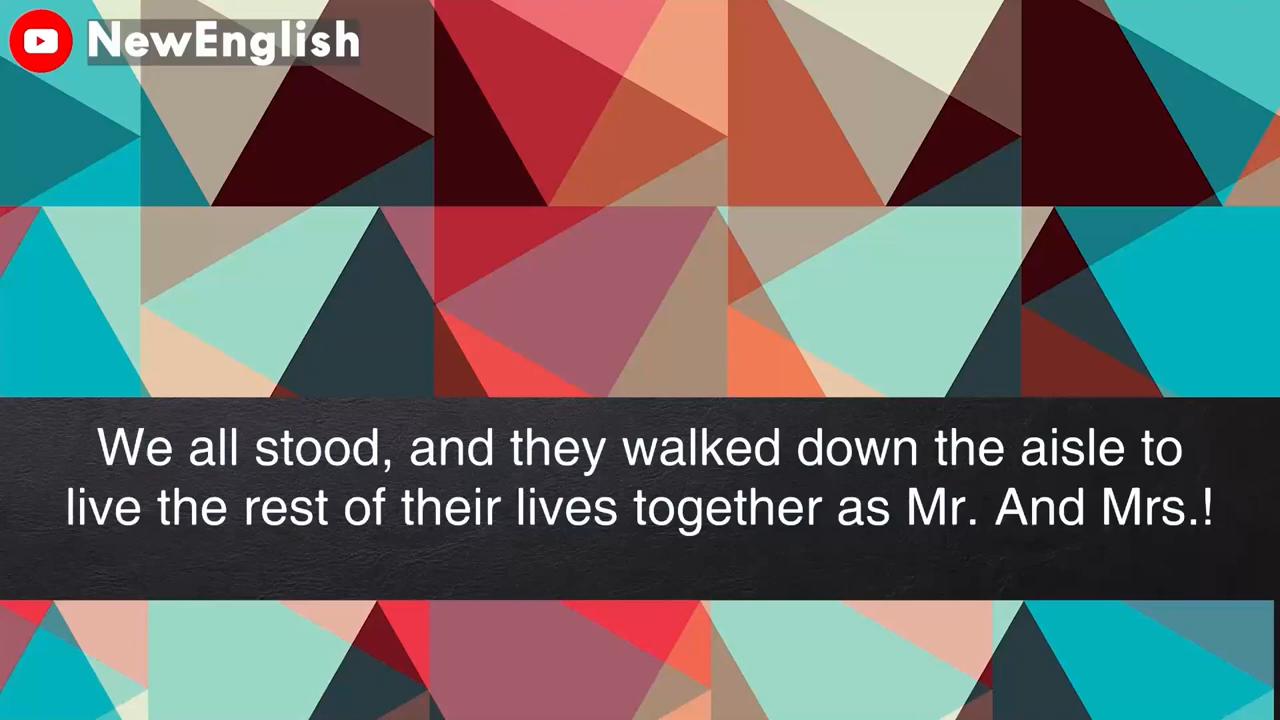 NewEnglish
We all stood, and they walked down the aisle to
live the rest of their lives together as Mr. And Mrs.!